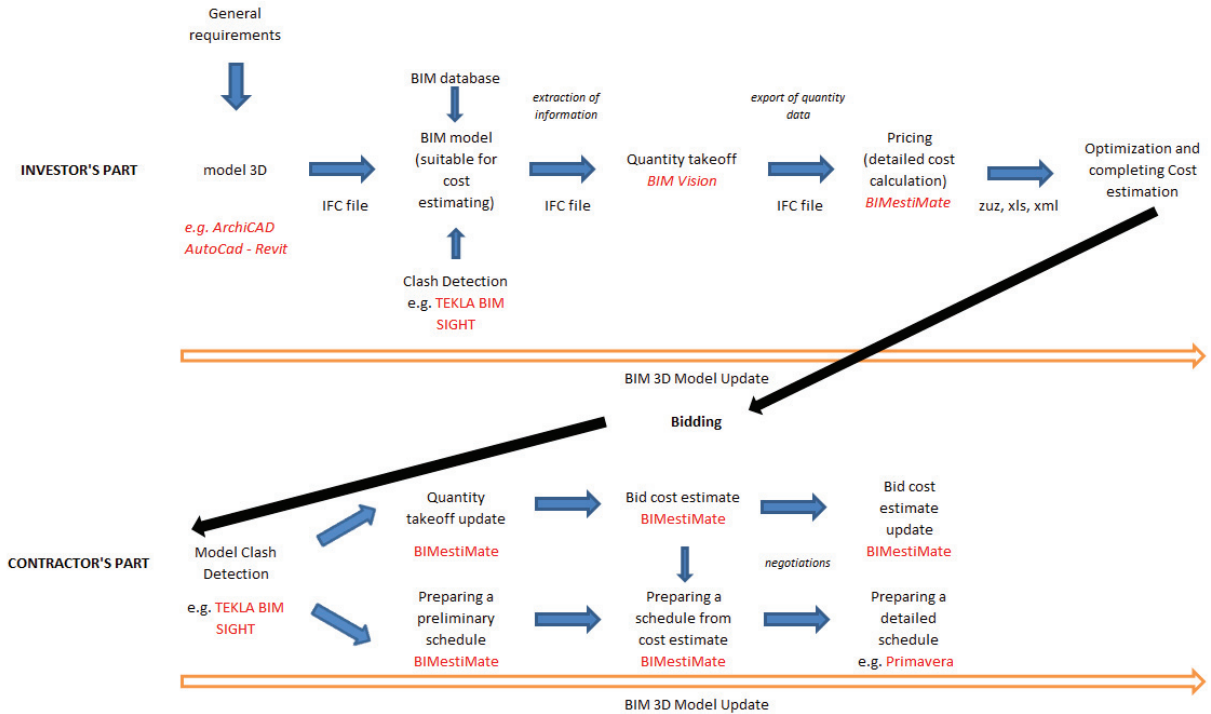 General
requirements
BIM database
extraction of
information
export of quantity
data
INVESTOR'S PART
model 3D
IFC file
BIM model
(suitable for
cost
estimating)
IFC file
Quantity takeoff
BIM Vision
IFC file
Pricing
(detailed cost
calculation)
BIMestiMate
zuz, xls, xml
Optimization and
completing Cost
estimation
e.g. ArchiCAD
AutoCad - Revit
Clash Detection
e.g. TEKLA BIM
SIGHT
BIM 3D Model Update
Bidding
CONTRACTOR'S PART
Model Clash
Detection
e.g. TEKLA BIM
SIGHT
Quantity
takeoff update
BIMestiMate
Bid cost estimate
BIMestiMate
Bid cost
estimate
update
BIMestiMate
negotiations
Preparing a
preliminary
schedule
BIMestiMate
Preparing a
schedule from
cost estimate
BIMestiMate
Preparing a
detailed
schedule
e.g. Primavera
BIM 3D Model Update